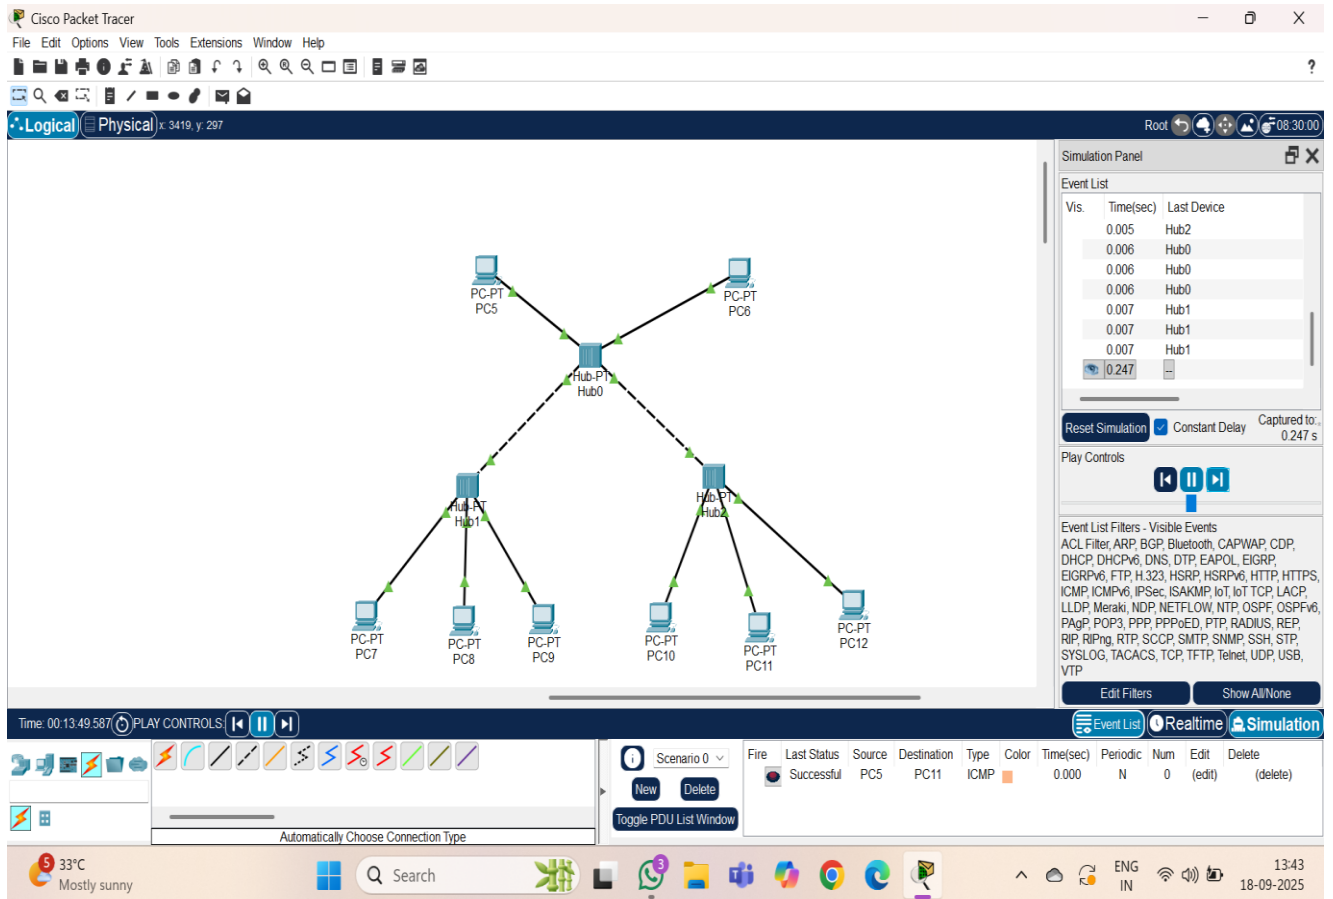 Cisco Packet Tracer
File Edit Options View Tools Extensions Window Help
?
Logical Physical x: 3419, y: 297
Root 08:30:00
PC-PT
PC5
PC-PT
PC6
Hub-PT
Hub0
Hub-PT
Hub1
Hub-PT
Hub2
PC-PT
PC7
PC-PT
PC8
PC-PT
PC9
PC-PT
PC10
PC-PT
PC11
PC-PT
PC12
Simulation Panel
Event List
Vis. Time(sec) Last Device
0.005 Hub2
0.006 Hub0
0.006 Hub0
0.006 Hub0
0.007 Hub1
0.007 Hub1
0.007 Hub1
0.247 --
Reset Simulation Constant Delay Captured to:
0.247 s
Play Controls
Event List Filters - Visible Events
ACL Filter, ARP, BGP, Bluetooth, CAPWAP, CDP,
DHCP, DHCPv6, DNS, DTP, EAPOL, EIGRP,
EIGRPv6, FTP, H.323, HSRP, HSRPv6, HTTP, HTTPS,
ICMP, ICMPv6, IPSec, ISAKMP, IoT, IoT TCP, LACP,
LLDP, Meraki, NDP, NETFLOW, NTP, OSPF, OSPFv6,
PAgP, POP3, PPP, PPPoED, PTP, RADIUS, REP,
RIP, RIPng, RTP, SCCP, SMTP, SNMP, SSH, STP,
SYSLOG, TACACS, TCP, TFTP, Telnet, UDP, USB,
VTP
Edit Filters Show All/None
Time: 00:13:49.587 PLAY CONTROLS:
Event List Realtime Simulation
Automatically Choose Connection Type
Scenario 0
New Delete
Toggle PDU List Window
Fire Last Status Source Destination Type Color Time(sec) Periodic Num Edit Delete
Successful PC5 PC11 ICMP 0.000 N 0 (edit) (delete)
5
33°C
Mostly sunny
Search
3
ENG
IN
13:43
18-09-2025